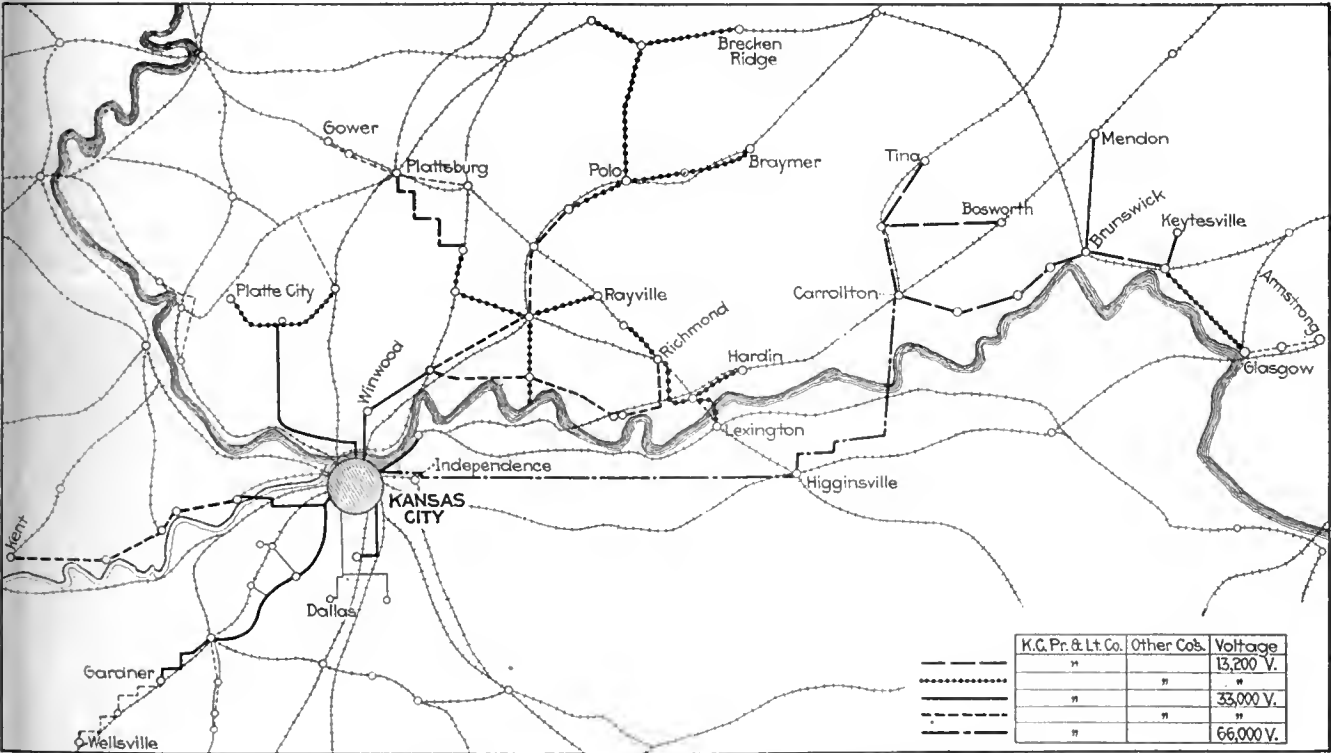 Brecken
Ridge
Gower
Plattsburg
Polo
Braymer
Tina
Mendon
Bosworth
Brunswick
Keytesville
Platte City
Rayville
Carrollton
Armstrong
Winwood
Richmond
Hardin
Glasgow
Lexington
Independence
Higginsville
KANSAS
CITY
Kent
Dallas
Gardner
Wellsville
K.C. Pr. & Lt. Co. Other Co's. Voltage
" 13,200 V.
" "
" 33,000 V.
" "
" 66,000 V.